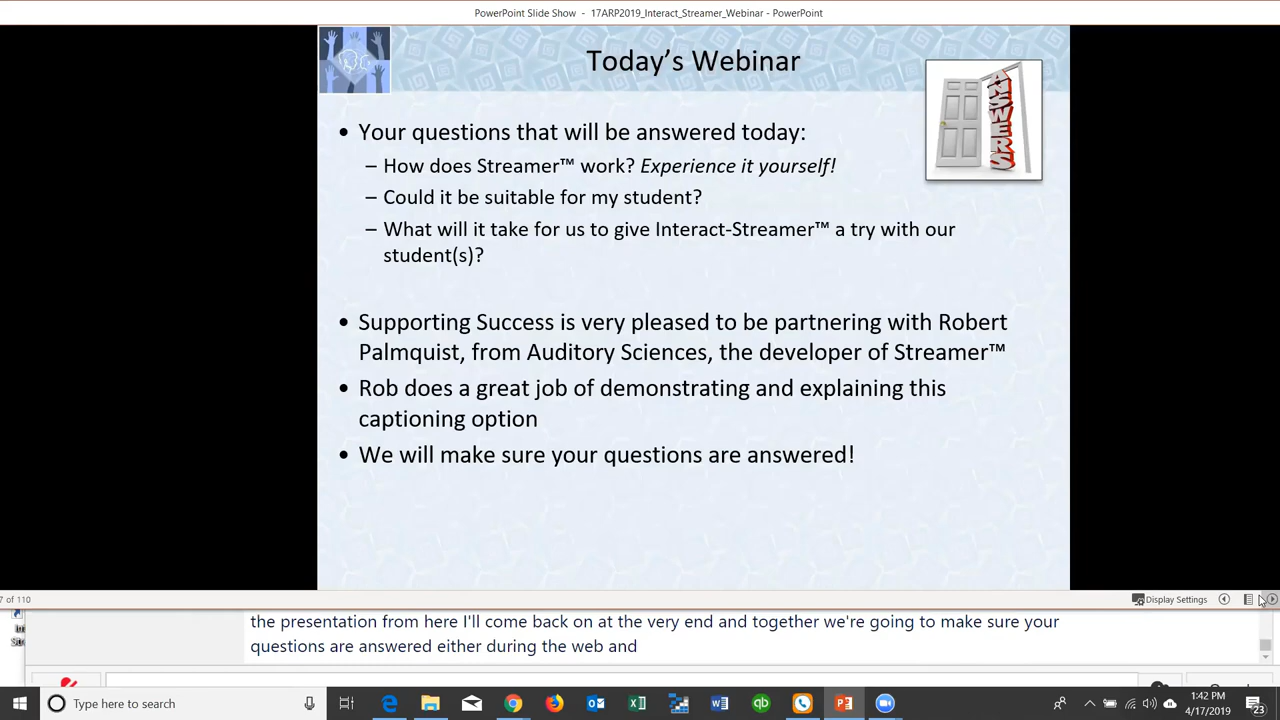 PowerPoint Slide Show - 17ARP2019_Interact_Streamer_Webinar - PowerPoint
Today's Webinar
ANSWERS
• Your questions that will be answered today:
– How does Streamer™ work? Experience it yourself!
– Could it be suitable for my student?
– What will it take for us to give Interact-Streamer™ a try with our
student(s)?
• Supporting Success is very pleased to be partnering with Robert
Palmquist, from Auditory Sciences, the developer of Streamer™
• Rob does a great job of demonstrating and explaining this
captioning option
• We will make sure your questions are answered!
7 of 110
Display Settings
the presentation from here I'll come back on at the very end and together we're going to make sure your
questions are answered either during the web and
Type here to search
1:42 PM
4/17/2019
23